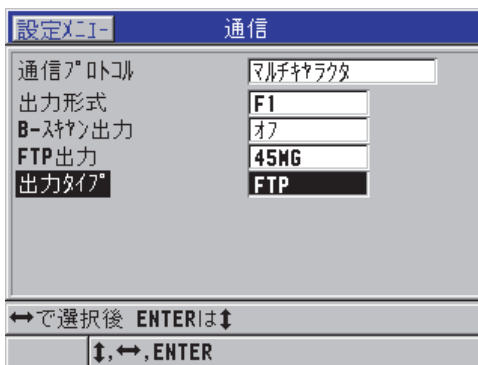 設定ﾒﾆｭｰ 通信
通信ﾌﾟﾛﾄｺﾙ ﾏﾙﾁｷｬﾗｸﾀ
出力形式 F1
B-ｽｷｬﾝ出力 ｵﾌ
FTP出力 45MG
出力ﾀｲﾌﾟ FTP
↔で選択後 ENTERは↕
↕,↔,ENTER